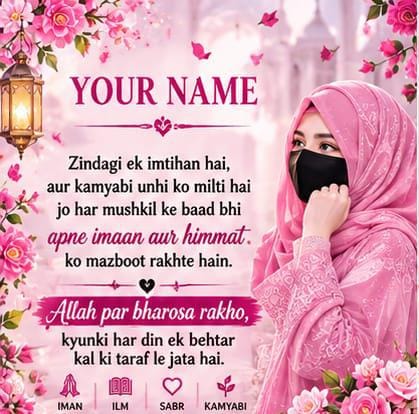 YOUR NAME
Zindagi ek imtihan hai,
aur kamyabi unhi ko milti hai
jo har mushkil ke baad bhi
apne imaan aur himmat.
ko mazboot rakhte hain.
Allah par bharosa rakho,
kyunki har din ek behtar
kal ki taraf le jata hai.
IMAN ILM SABR KAMYABI